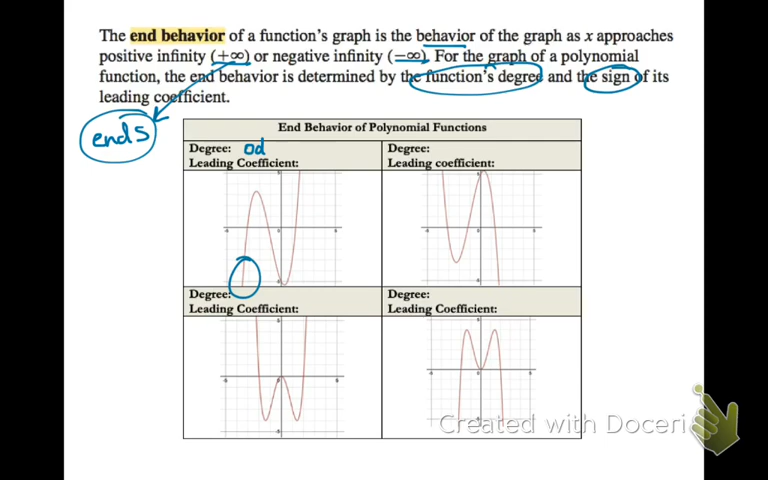 The end behavior of a function's graph is the behavior of the graph as x approaches
positive infinity (+∞) or negative infinity (−∞). For the graph of a polynomial
function, the end behavior is determined by the function's degree and the sign of its
leading coefficient.
ends
End Behavior of Polynomial Functions
Degree: od
Leading Coefficient:
Degree:
Leading coefficient:
Degree:
Leading Coefficient:
Degree:
Leading Coefficient:
Created with Doceri